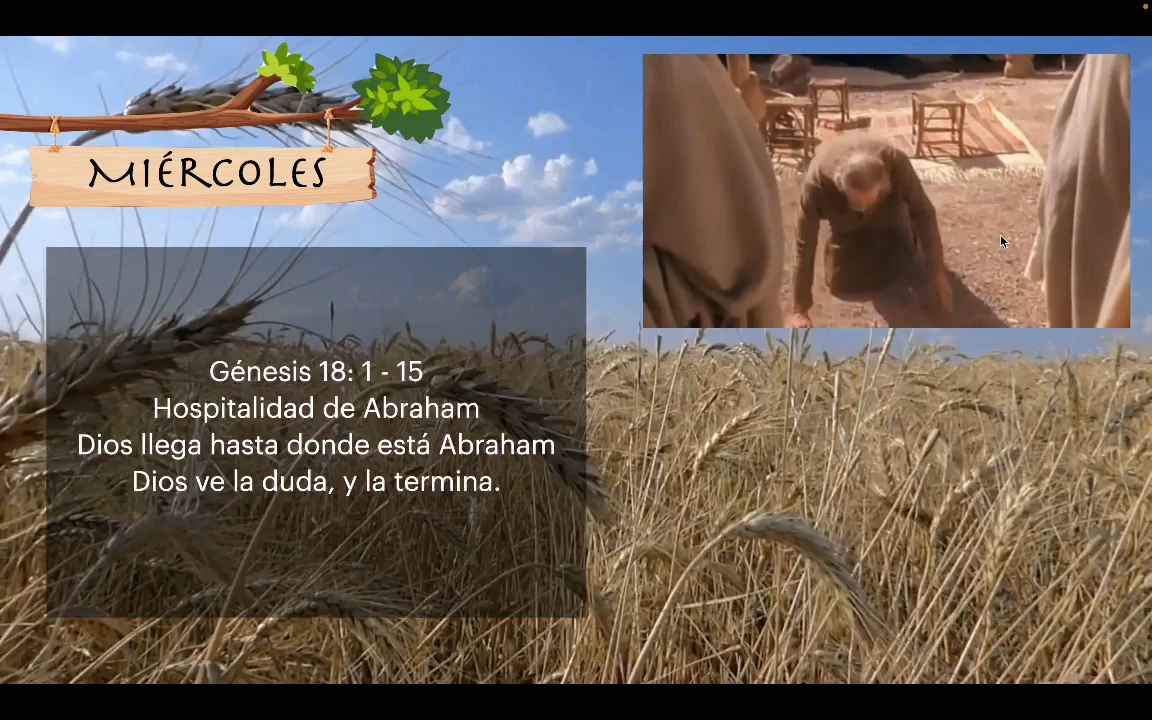 MIÉRCOLES
Génesis 18: 1 - 15
Hospitalidad de Abraham
Dios llega hasta donde está Abraham
Dios ve la duda, y la termina.